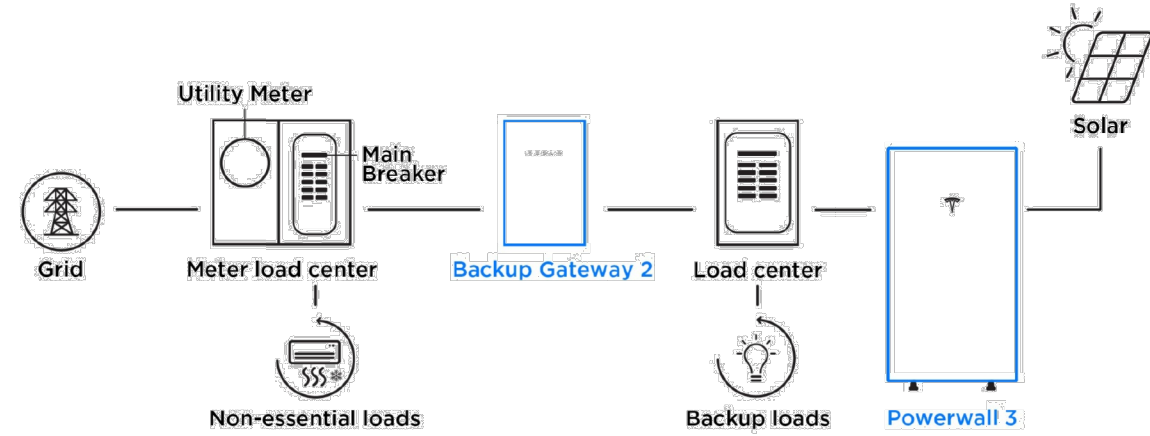 Utility Meter
Main
Breaker
Solar
Grid
Meter load center
Backup Gateway 2
Load center
Non-essential loads
Backup loads
Powerwall 3